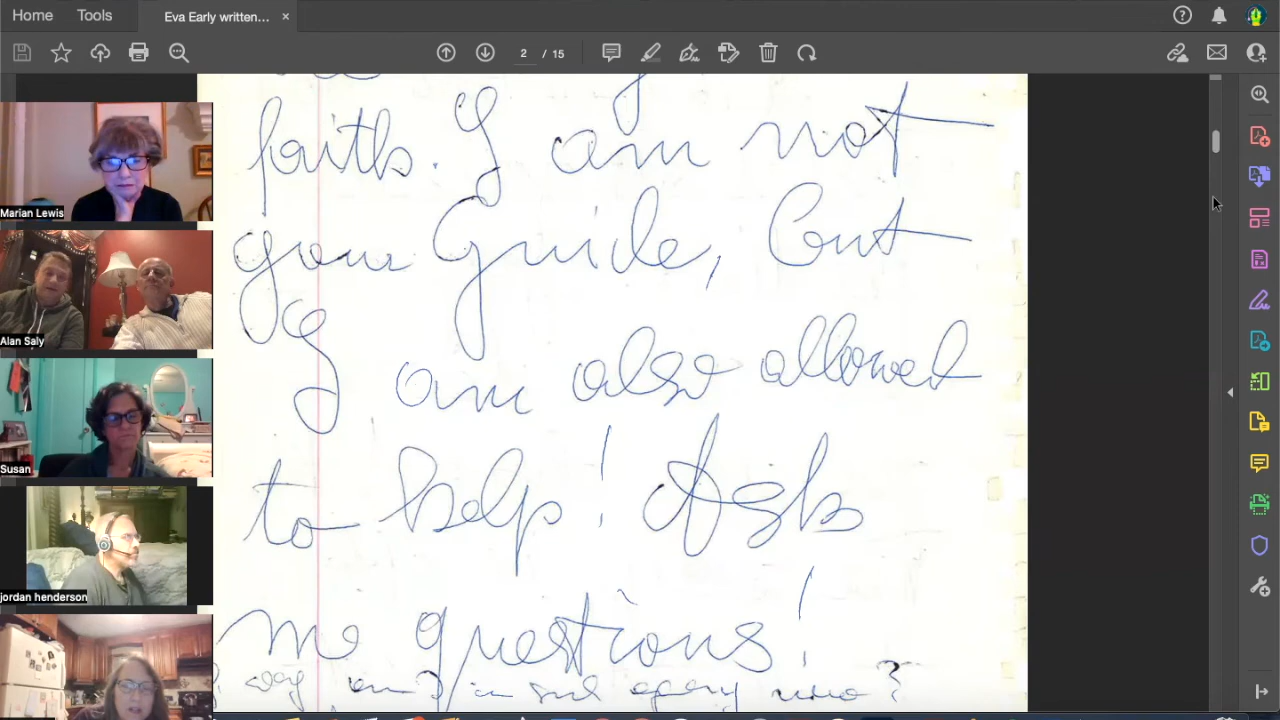 Home
Tools
Eva Early written...
×
2 / 15
faith. I am not
your Guide, but
I am also allowed
to help! Ask
me questions!
Marian Lewis
Alan Saly
Susan
jordan henderson